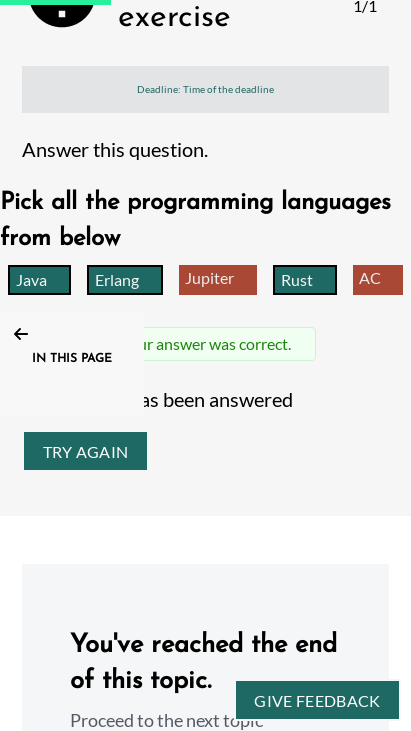 exercise
1/1
Deadline: Time of the deadline
Answer this question.
Pick all the programming languages
from below
Java
Erlang
Jupiter
Rust
AC
answer was correct.
IN THIS PAGE
been answered
TRY AGAIN
You've reached the end
of this topic.
Proceed to the next topic
GIVE FEEDBACK